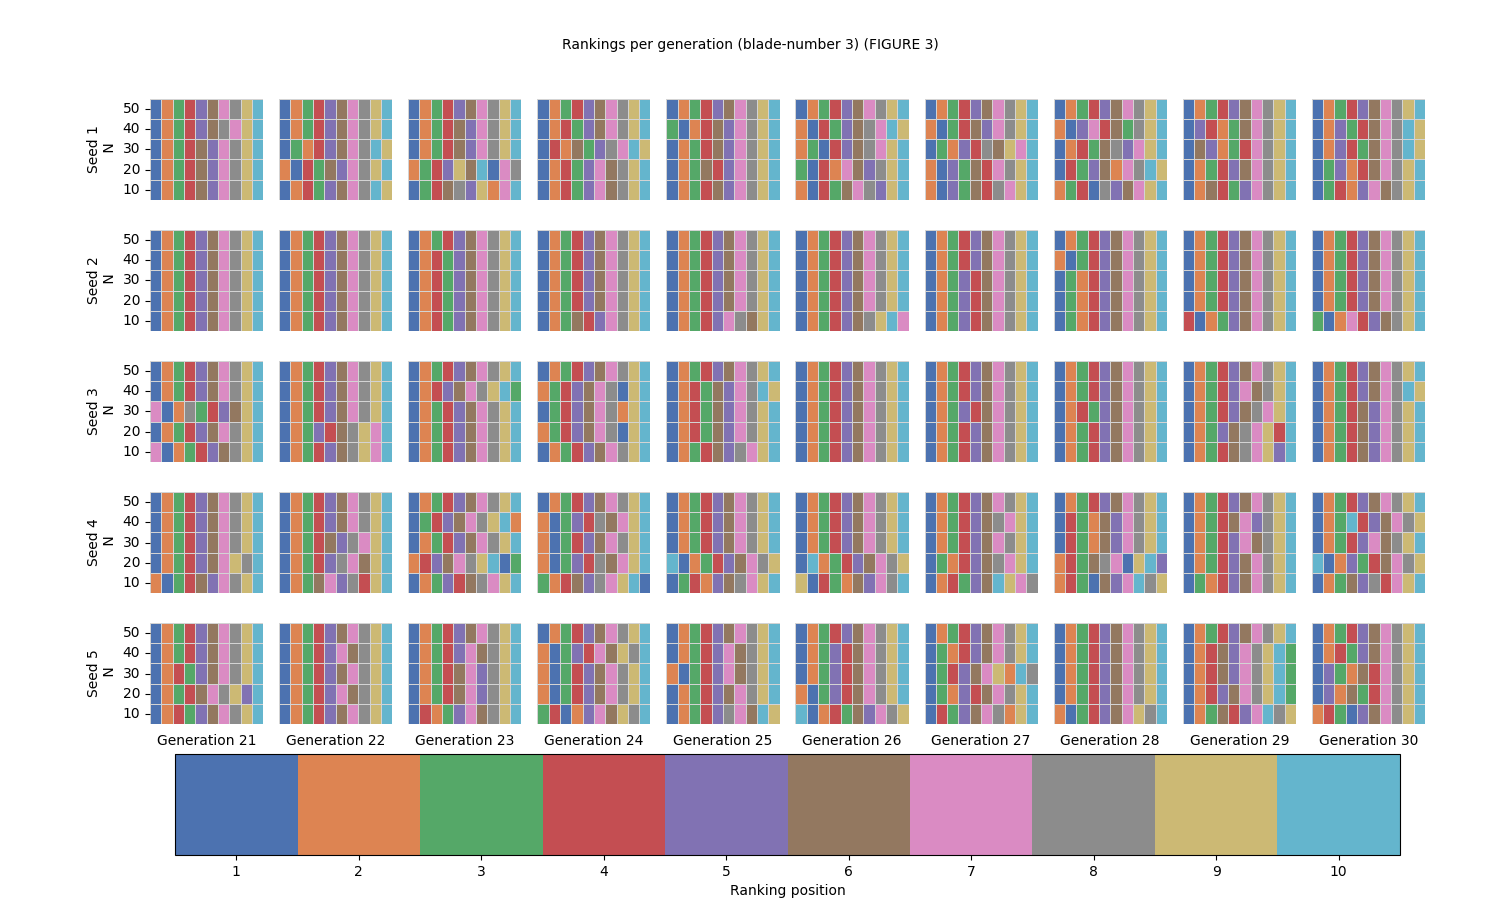 Rankings per generation (blade-number 3) (FIGURE 3)
Seed 1
N
50
40
30
20
10
Seed 2
N
50
40
30
20
10
Seed 3
N
50
40
30
20
10
Seed 4
N
50
40
30
20
10
Seed 5
N
50
40
30
20
10
Generation 21 Generation 22 Generation 23 Generation 24 Generation 25 Generation 26 Generation 27 Generation 28 Generation 29 Generation 30
1 2 3 4 5 6 7 8 9 10
Ranking position